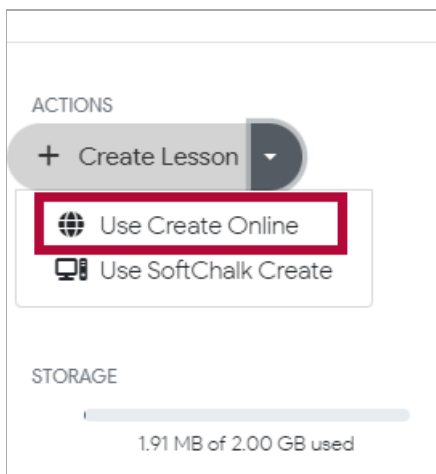 ACTIONS
+ Create Lesson
Use Create Online
Use SoftChalk Create
STORAGE
1.91 MB of 2.00 GB used